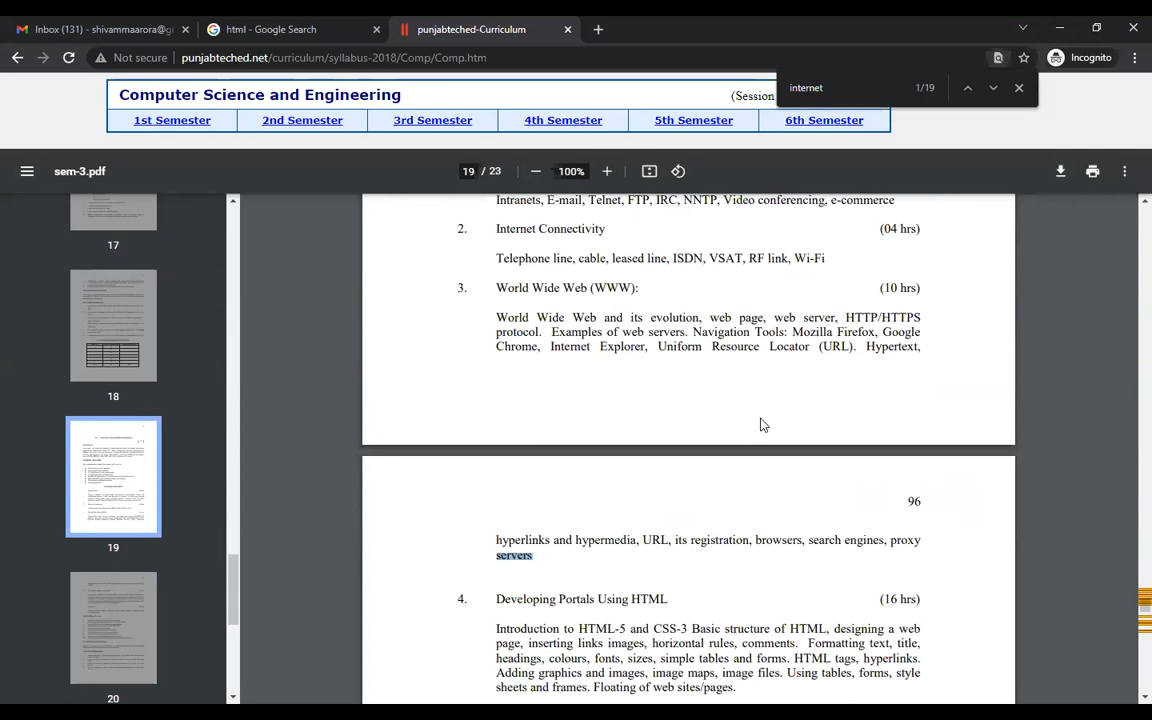 Inbox (131) - shivammaarora@g
html - Google Search
punjabteched-Curriculum
Not secure
punjabteched.net/curriculum/syllabus-2018/Comp/Comp.htm
Incognito
internet
1/19
Computer Science and Engineering
(Session
1st Semester
2nd Semester
3rd Semester
4th Semester
5th Semester
6th Semester
sem-3.pdf
19 / 23
100%
17
18
19
20
Intranets, E-mail, Telnet, FTP, IRC, NNTP, Video conferencing, e-commerce
2. Internet Connectivity (04 hrs)
Telephone line, cable, leased line, ISDN, VSAT, RF link, Wi-Fi
3. World Wide Web (WWW): (10 hrs)
World Wide Web and its evolution, web page, web server, HTTP/HTTPS
protocol. Examples of web servers. Navigation Tools: Mozilla Firefox, Google
Chrome, Internet Explorer, Uniform Resource Locator (URL). Hypertext,
96
hyperlinks and hypermedia, URL, its registration, browsers, search engines, proxy
servers
4. Developing Portals Using HTML (16 hrs)
Introduction to HTML-5 and CSS-3 Basic structure of HTML, designing a web
page, inserting links images, horizontal rules, comments. Formatting text, title,
headings, colours, fonts, sizes, simple tables and forms. HTML tags, hyperlinks.
Adding graphics and images, image maps, image files. Using tables, forms, style
sheets and frames. Floating of web sites/pages.